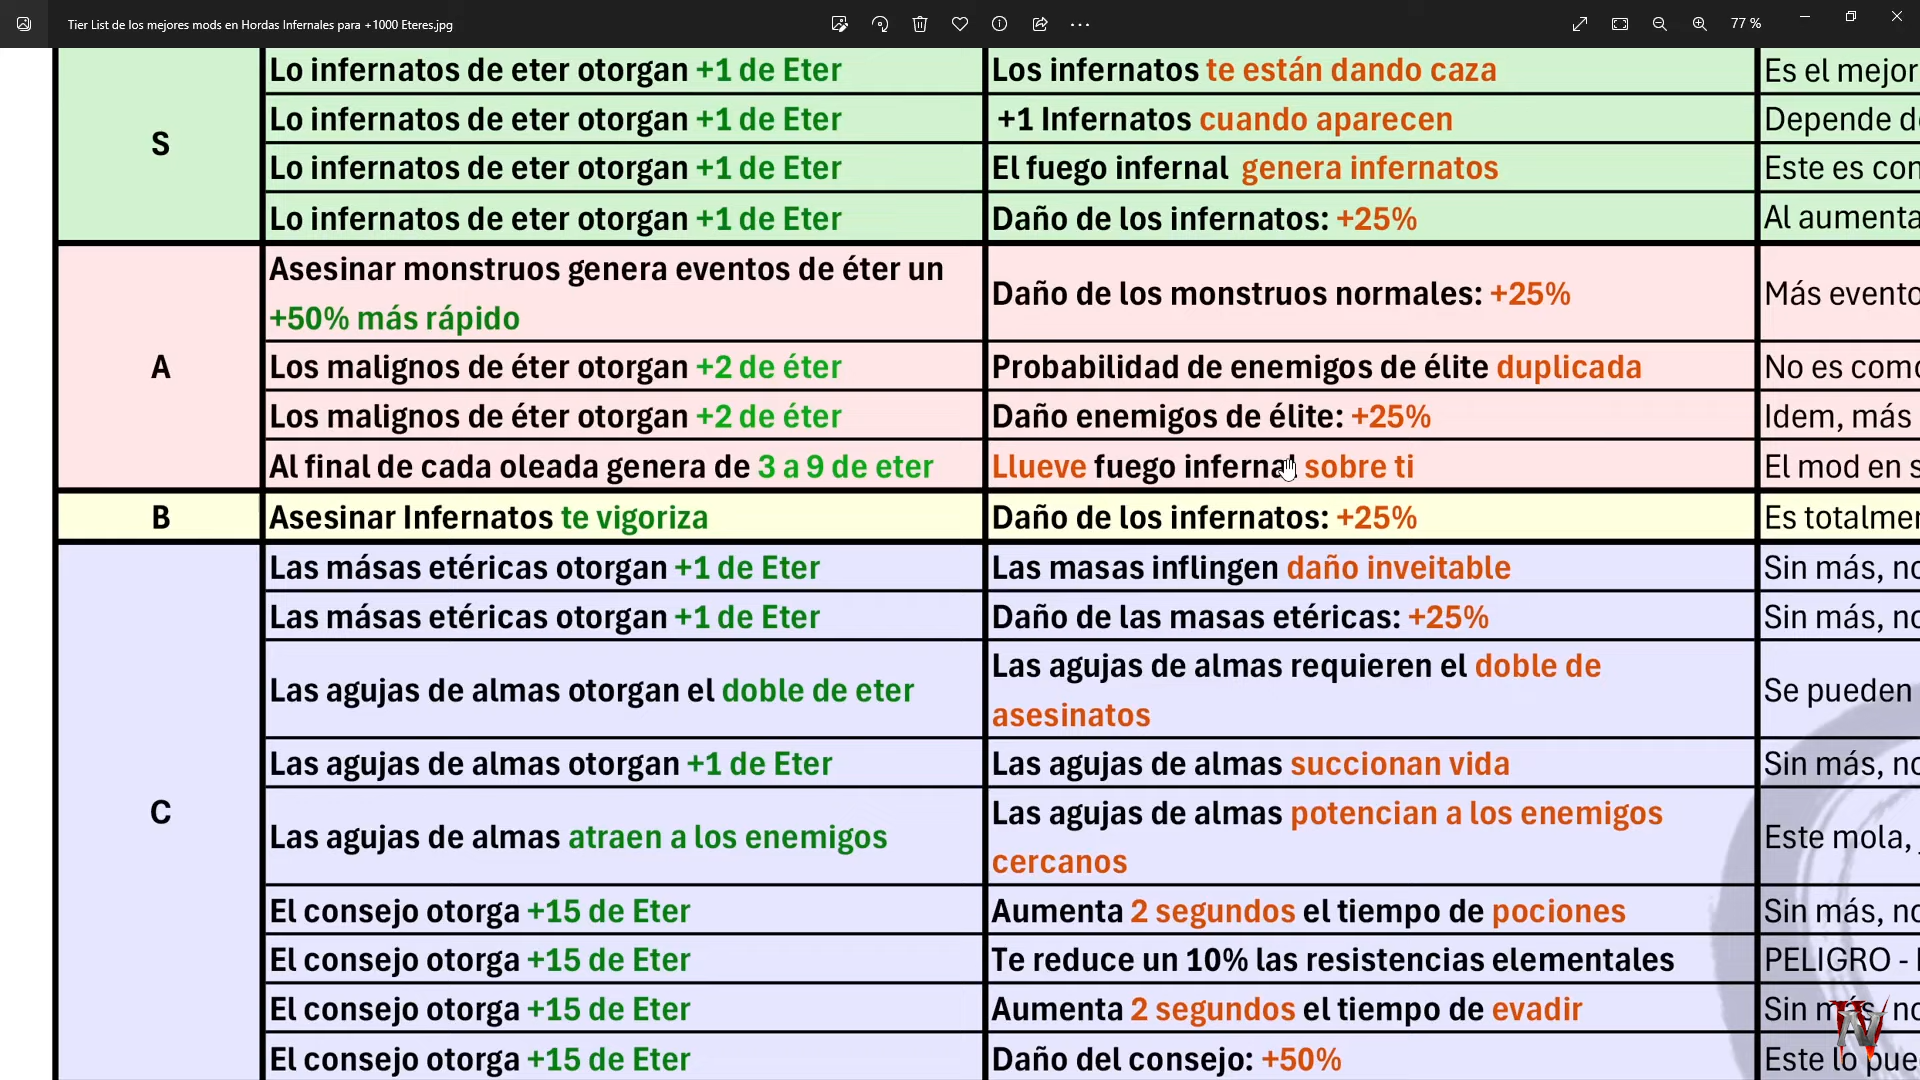 Tier List de los mejores mods en Hordas Infernales para +1000 Eteres.jpg
77 %
S
Lo infernatos de eter otorgan +1 de Eter
Los infernatos te están dando caza
Es el mejor
Lo infernatos de eter otorgan +1 de Eter
+1 Infernatos cuando aparecen
Depende d
Lo infernatos de eter otorgan +1 de Eter
El fuego infernal genera infernatos
Este es con
Lo infernatos de eter otorgan +1 de Eter
Daño de los infernatos: +25%
Al aumenta
A
Asesinar monstruos genera eventos de éter un
+50% más rápido
Daño de los monstruos normales: +25%
Más evento
Los malignos de éter otorgan +2 de éter
Probabilidad de enemigos de élite duplicada
No es como
Los malignos de éter otorgan +2 de éter
Daño enemigos de élite: +25%
Idem, más
Al final de cada oleada genera de 3 a 9 de eter
Llueve fuego infernal sobre ti
El mod en s
B
Asesinar Infernatos te vigoriza
Daño de los infernatos: +25%
Es totalmen
C
Las másas etéricas otorgan +1 de Eter
Las masas inflingen daño inveitable
Sin más, no
Las másas etéricas otorgan +1 de Eter
Daño de las masas etéricas: +25%
Sin más, no
Las agujas de almas otorgan el doble de eter
Las agujas de almas requieren el doble de
asesinatos
Se pueden
Las agujas de almas otorgan +1 de Eter
Las agujas de almas succionan vida
Sin más, no
Las agujas de almas atraen a los enemigos
Las agujas de almas potencian a los enemigos
cercanos
Este mola,
El consejo otorga +15 de Eter
Aumenta 2 segundos el tiempo de pociones
Sin más, no
El consejo otorga +15 de Eter
Te reduce un 10% las resistencias elementales
PELIGRO -
El consejo otorga +15 de Eter
Aumenta 2 segundos el tiempo de evadir
Sin más, no
El consejo otorga +15 de Eter
Daño del consejo: +50%
Este lo pue